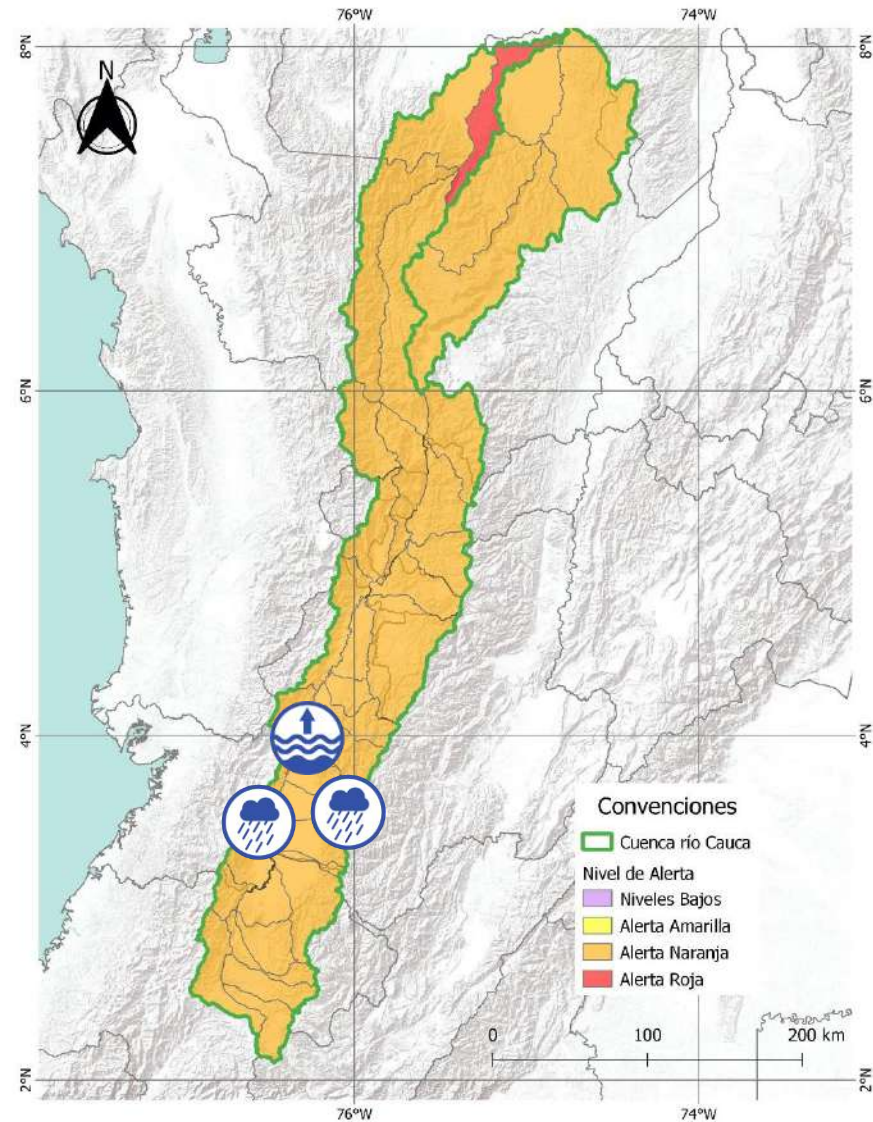 76°W 74°W
8°N 8°N
N
6°N 6°N
4°N 4°N
Convenciones
Cuenca río Cauca
Nivel de Alerta
Niveles Bajos
Alerta Amarilla
Alerta Naranja
Alerta Roja
0 100 200 km
2°N 2°N
76°W 74°W